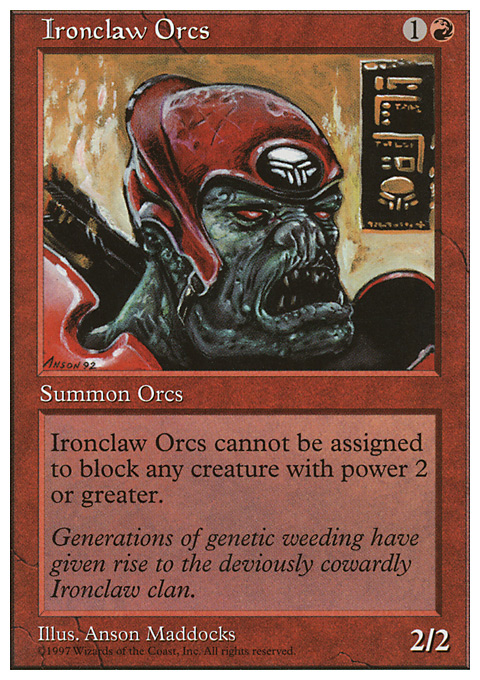 Ironclaw Orcs
1
ANSON 92
Summon Orcs
Ironclaw Orcs cannot be assigned
to block any creature with power 2
or greater.
Generations of genetic weeding have
given rise to the deviously cowardly
Ironclaw clan.
Illus. Anson Maddocks
©1997 Wizards of the Coast, Inc. All rights reserved.
2/2